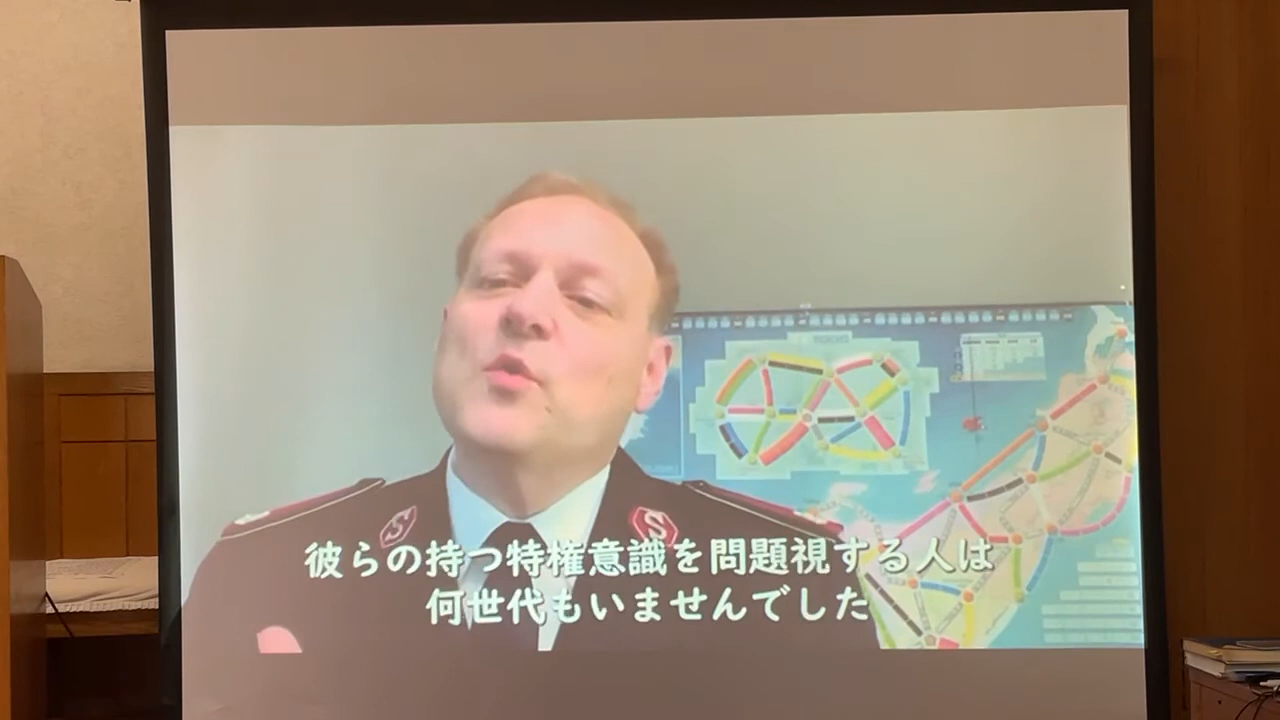 S
S
彼らの持つ特権意識を問題視する人は
何世代もいませんでした